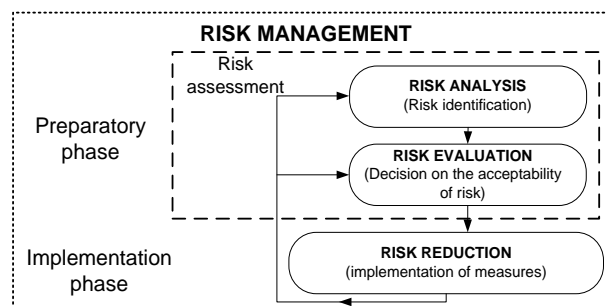 RISK MANAGEMENT
Risk
assessment
RISK ANALYSIS
(Risk identification)
Preparatory
phase
RISK EVALUATION
(Decision on the acceptability
of risk)
Implementation
phase
RISK REDUCTION
(implementation of measures)